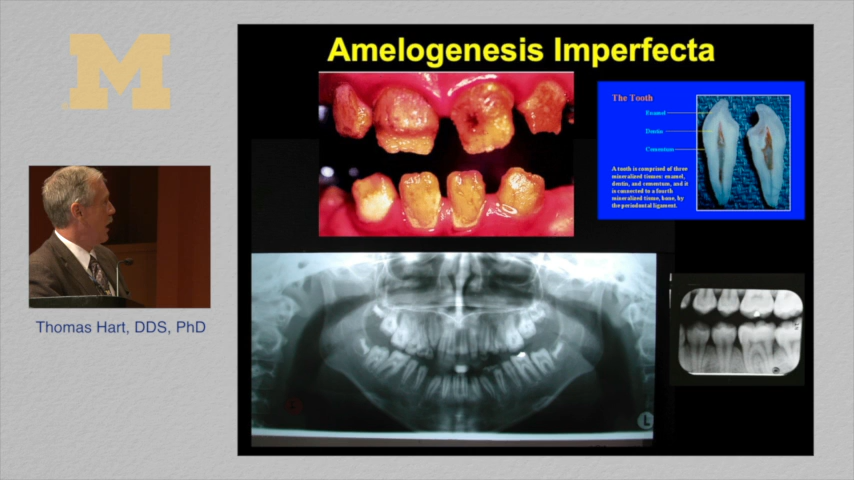 M
Amelogenesis Imperfecta
The Tooth
Enamel
Dentin
Cementum
A tooth is comprised of three
mineralized tissues: enamel,
dentin, and cementum, and it
is connected to a fourth
mineralized tissue, bone, by
the periodontal ligament.
Thomas Hart, DDS, PhD
L